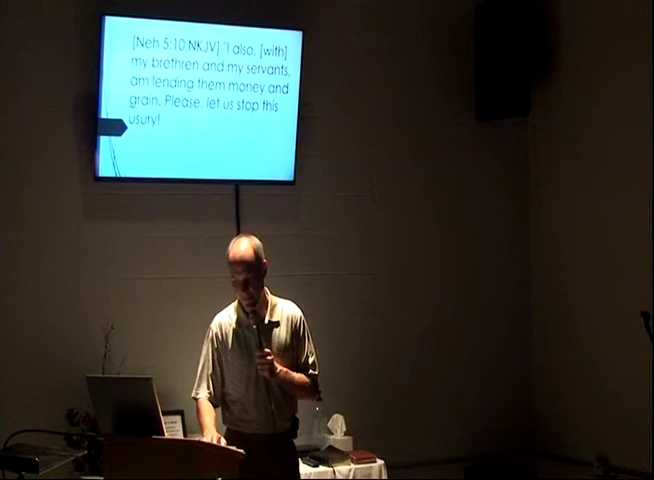 [Neh 5:10 NKJV] "I also, [with]
my brethren and my servants,
am lending them money and
grain. Please, let us stop this
usury!